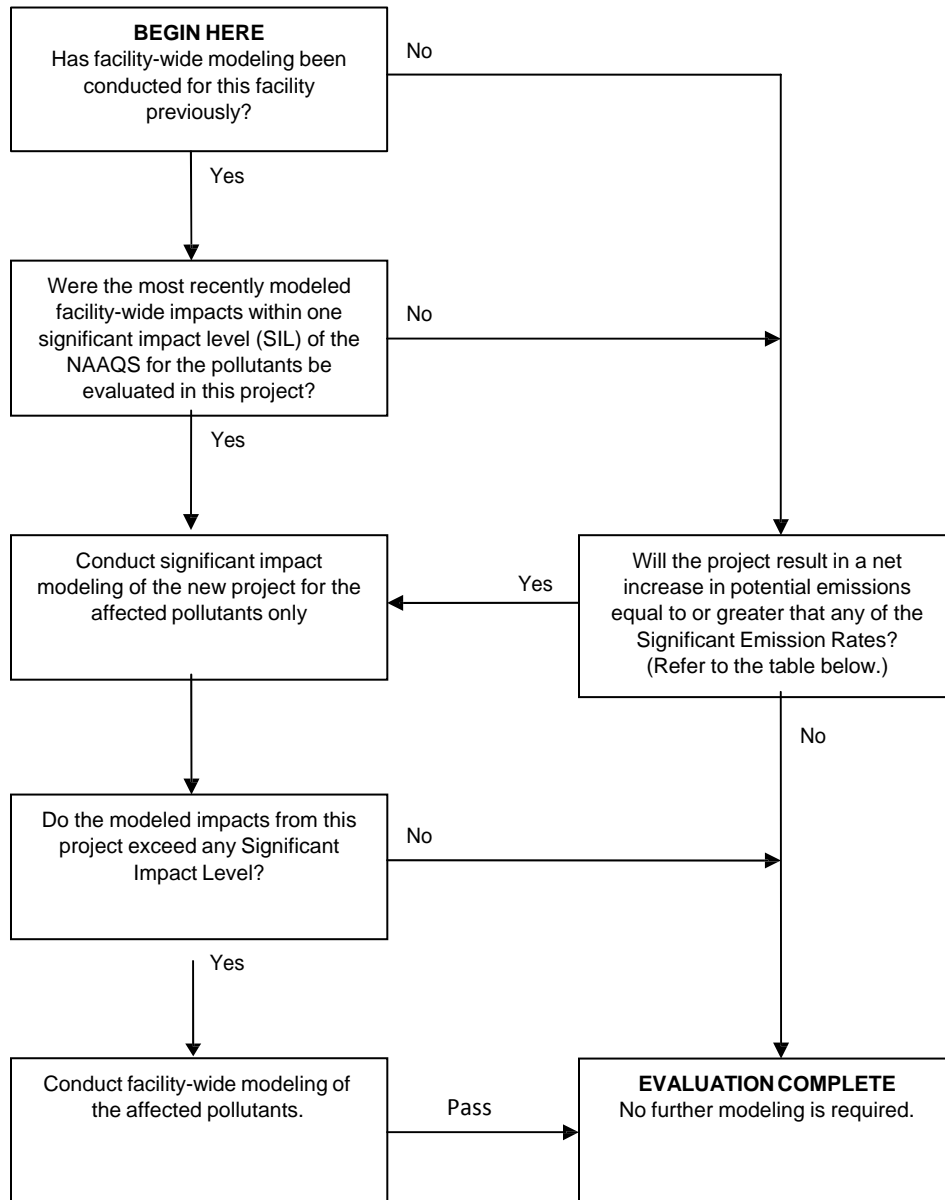 BEGIN HERE
Has facility-wide modeling been
conducted for this facility
previously?
No
Yes
Were the most recently modeled
facility-wide impacts within one
significant impact level (SIL) of the
NAAQS for the pollutants be
evaluated in this project?
No
Yes
Conduct significant impact
modeling of the new project for the
affected pollutants only
Yes
Will the project result in a net
increase in potential emissions
equal to or greater that any of the
Significant Emission Rates?
(Refer to the table below.)
No
Do the modeled impacts from this
project exceed any Significant
Impact Level?
No
Yes
Conduct facility-wide modeling of
the affected pollutants.
Pass
EVALUATION COMPLETE
No further modeling is required.